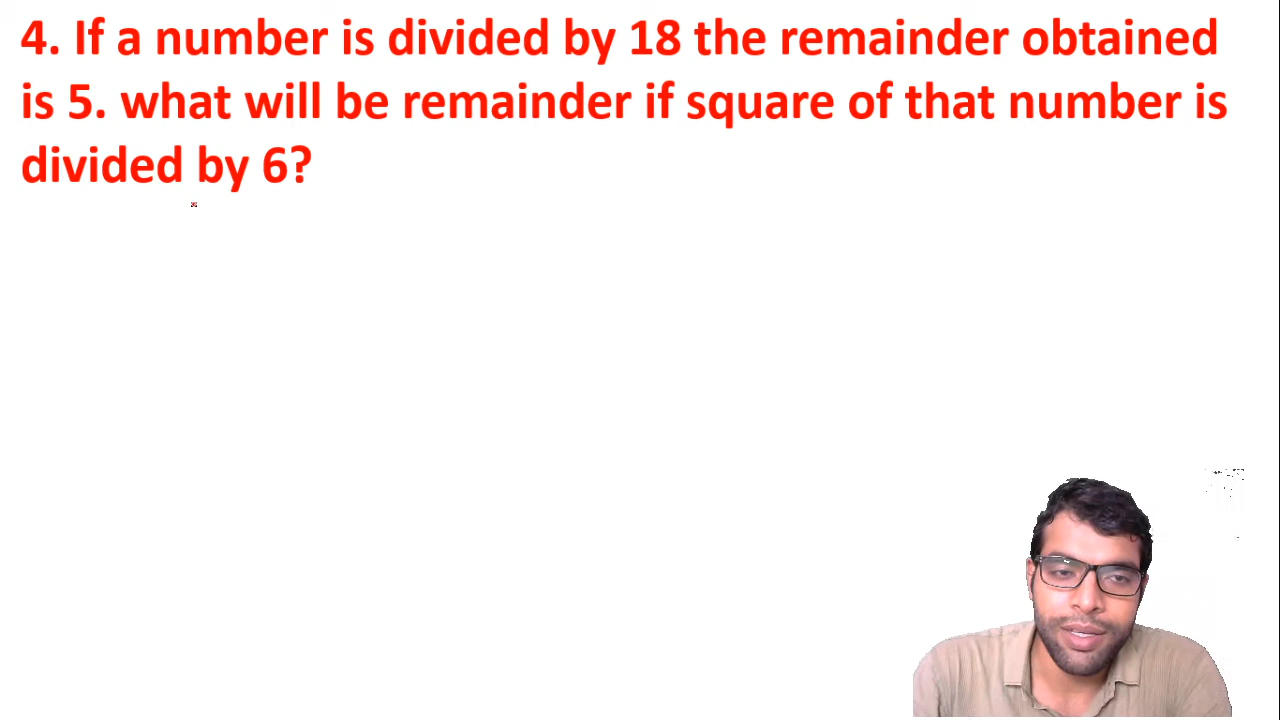 4. If a number is divided by 18 the remainder obtained
is 5. what will be remainder if square of that number is
divided by 6?